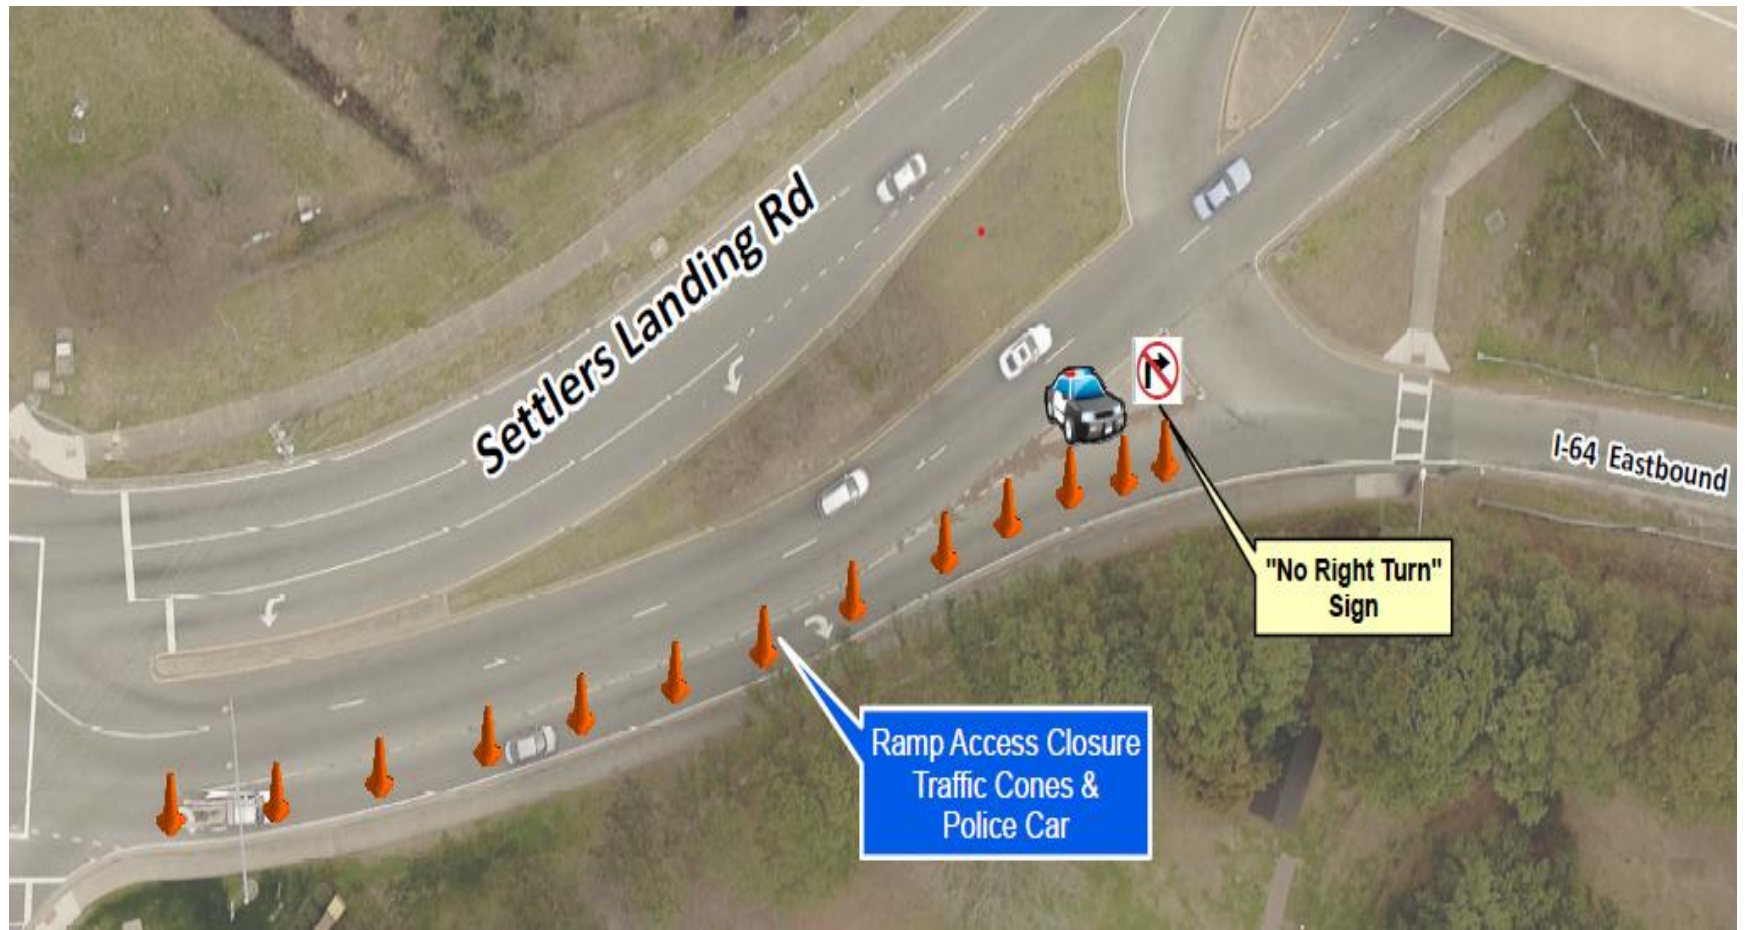 Settlers Landing Rd
I-64 Eastbound
"No Right Turn"
Sign
Ramp Access Closure
Traffic Cones &
Police Car